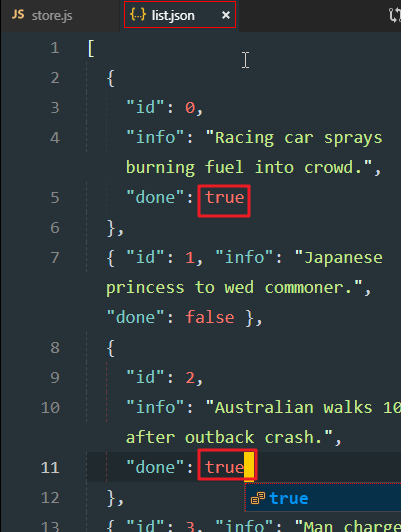 JS store.js {..} list.json ×
1 [
2 {
3 "id": 0,
4 "info": "Racing car sprays
burning fuel into crowd.",
5 "done": true
6 },
7 { "id": 1, "info": "Japanese
princess to wed commoner.",
"done": false },
8 {
9 "id": 2,
10 "info": "Australian walks 10
after outback crash.",
11 "done": true
true
12 },
13 { "id": 3, "info": "Man charge